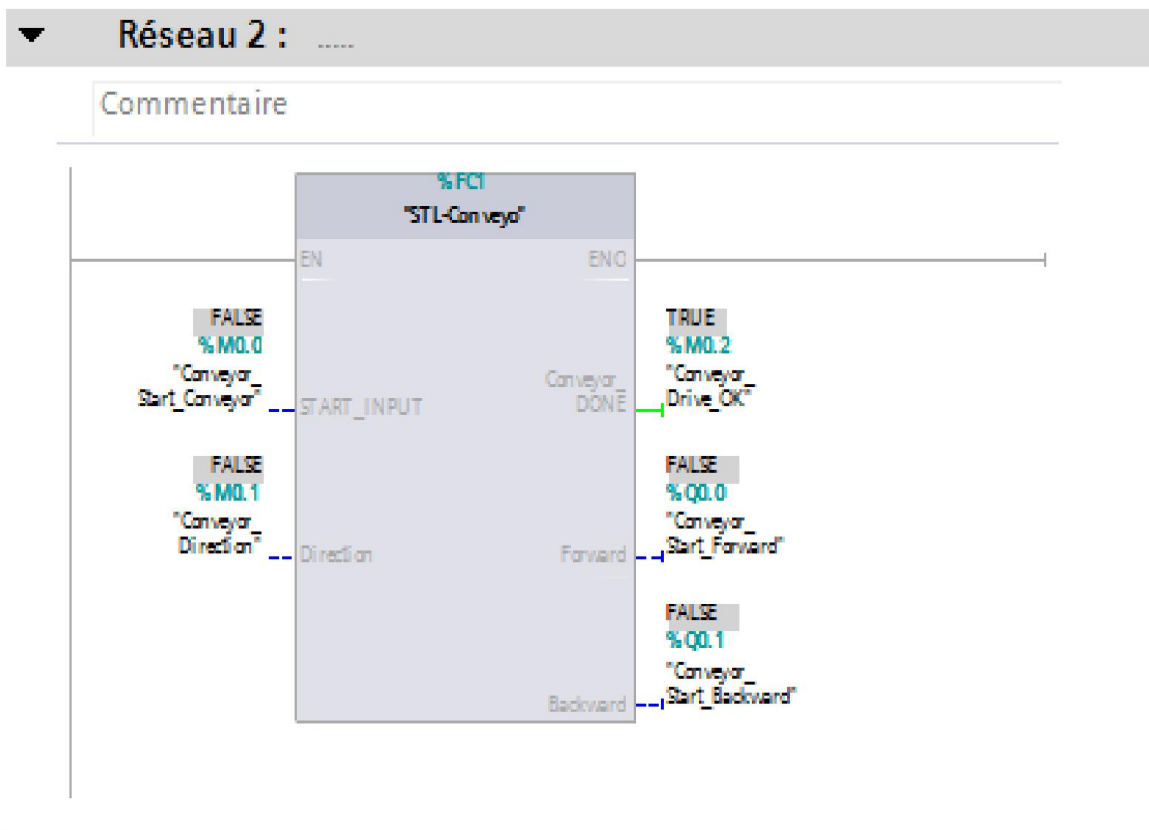 Réseau 2 : .....
Commentaire
%FC1
"STL-Conveyo"
EN
ENO
FALSE
%M0.0
"Conveyor_
Start_Conveyor"
START_INPUT
TRUE
%M0.2
"Conveyor_
Drive_OK"
Conveyor_
DONE
FALSE
%M0.1
"Conveyor_
Direction"
Direction
FALSE
%Q0.0
"Conveyor_
Start_Forward"
Forward
FALSE
%Q0.1
"Conveyor_
Start_Backward"
Backward